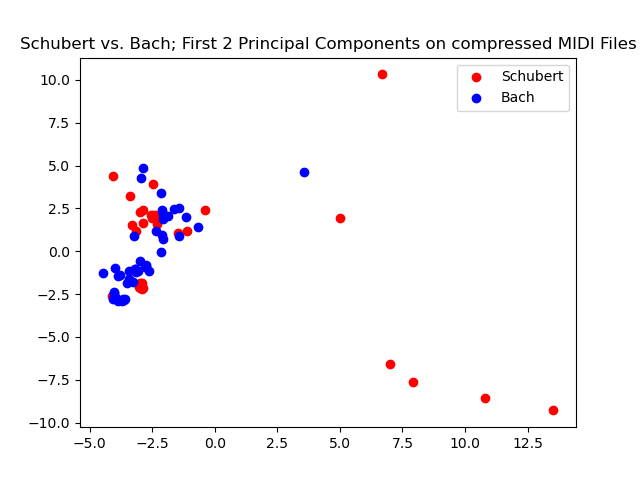 Schubert vs. Bach; First 2 Principal Components on compressed MIDI Files
Schubert
Bach
10.0
7.5
5.0
2.5
0.0
−2.5
−5.0
−7.5
−10.0
−5.0 −2.5 0.0 2.5 5.0 7.5 10.0 12.5